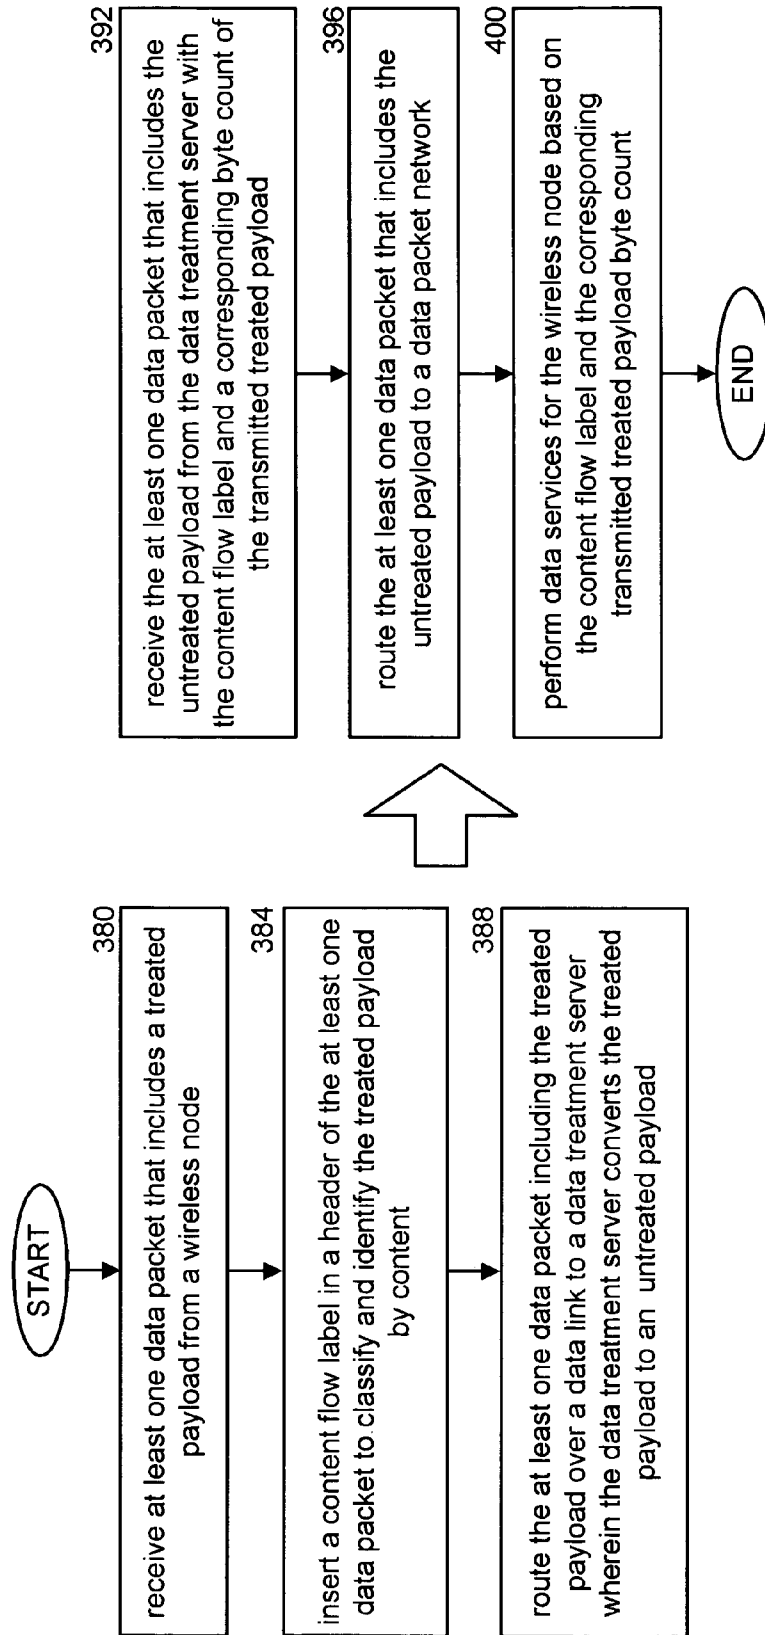 START
380
receive at least one data packet that includes a treated
payload from a wireless node
384
insert a content flow label in a header of the at least one
data packet to classify and identify the treated payload
by content
388
route the at least one data packet including the treated
payload over a data link to a data treatment server
wherein the data treatment server converts the treated
payload to an untreated payload
392
receive the at least one data packet that includes the
untreated payload from the data treatment server with
the content flow label and a corresponding byte count of
the transmitted treated payload
396
route the at least one data packet that includes the
untreated payload to a data packet network
400
perform data services for the wireless node based on
the content flow label and the corresponding
transmitted treated payload byte count
END